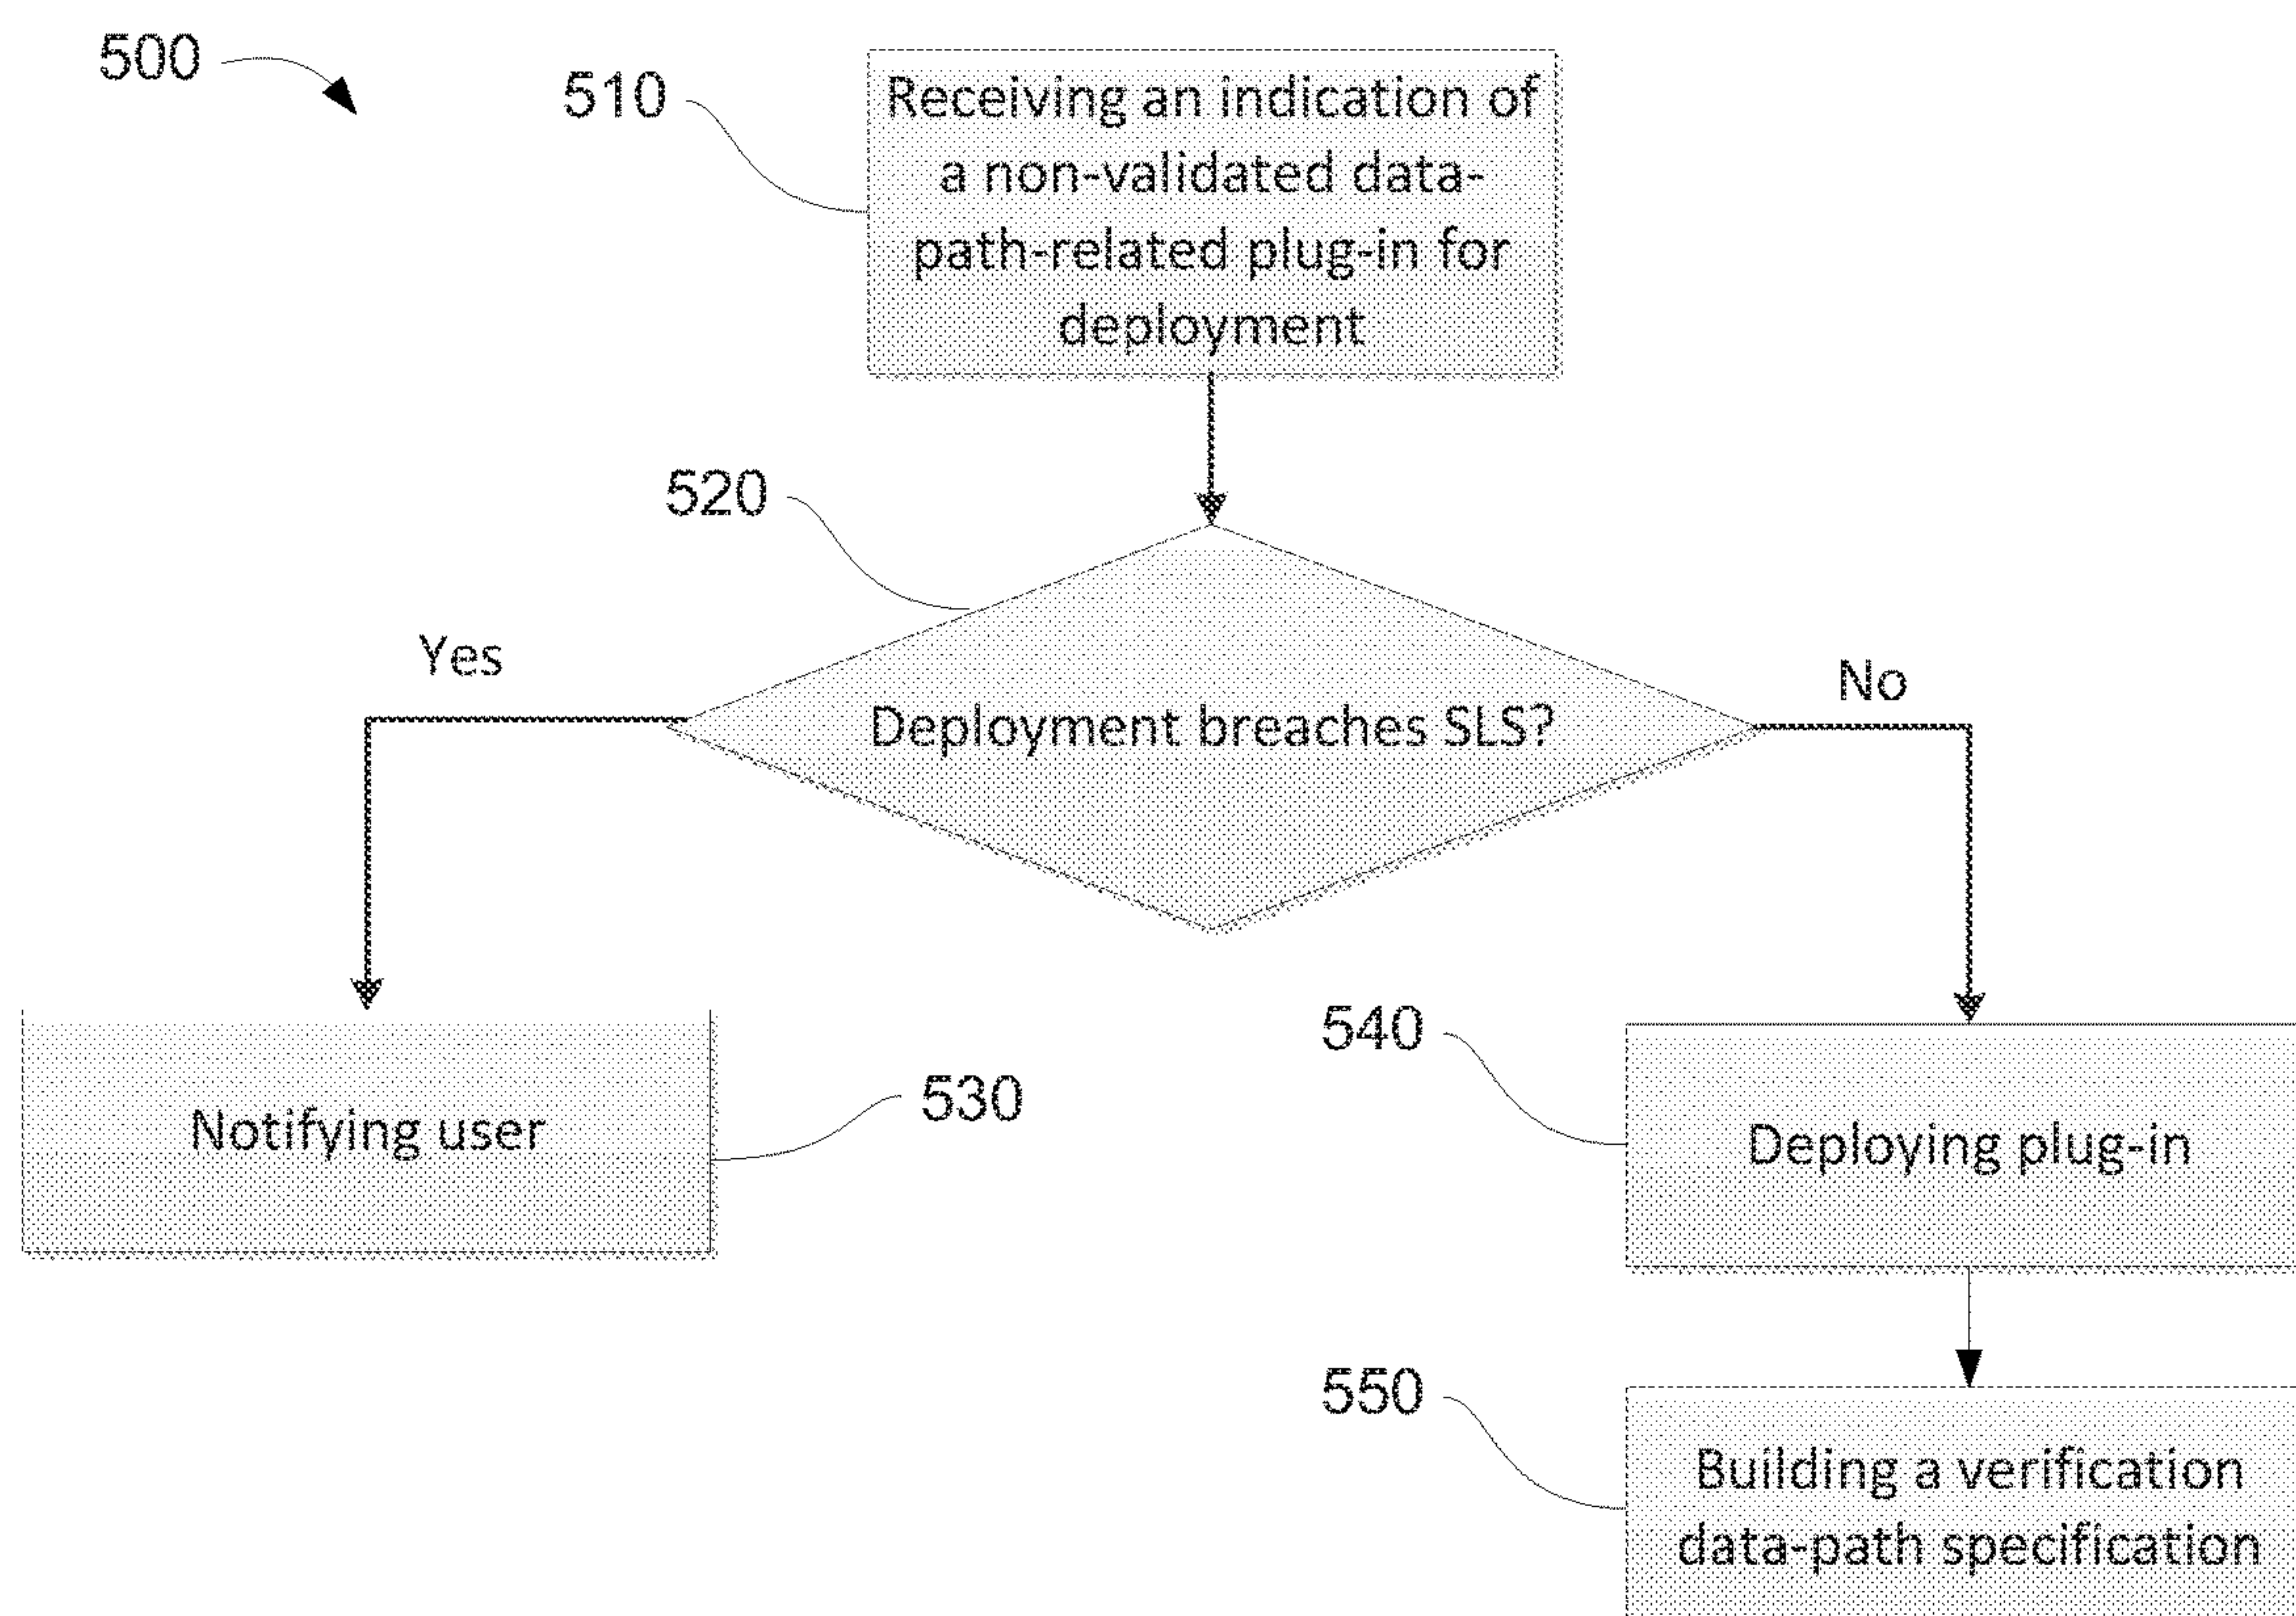 500
510
Receiving an indication of
a non-validated data-
path-related plug-in for
deployment
520
Yes
No
Deployment breaches SLS?
530
Notifying user
540
Deploying plug-in
550
Building a verification
data-path specification